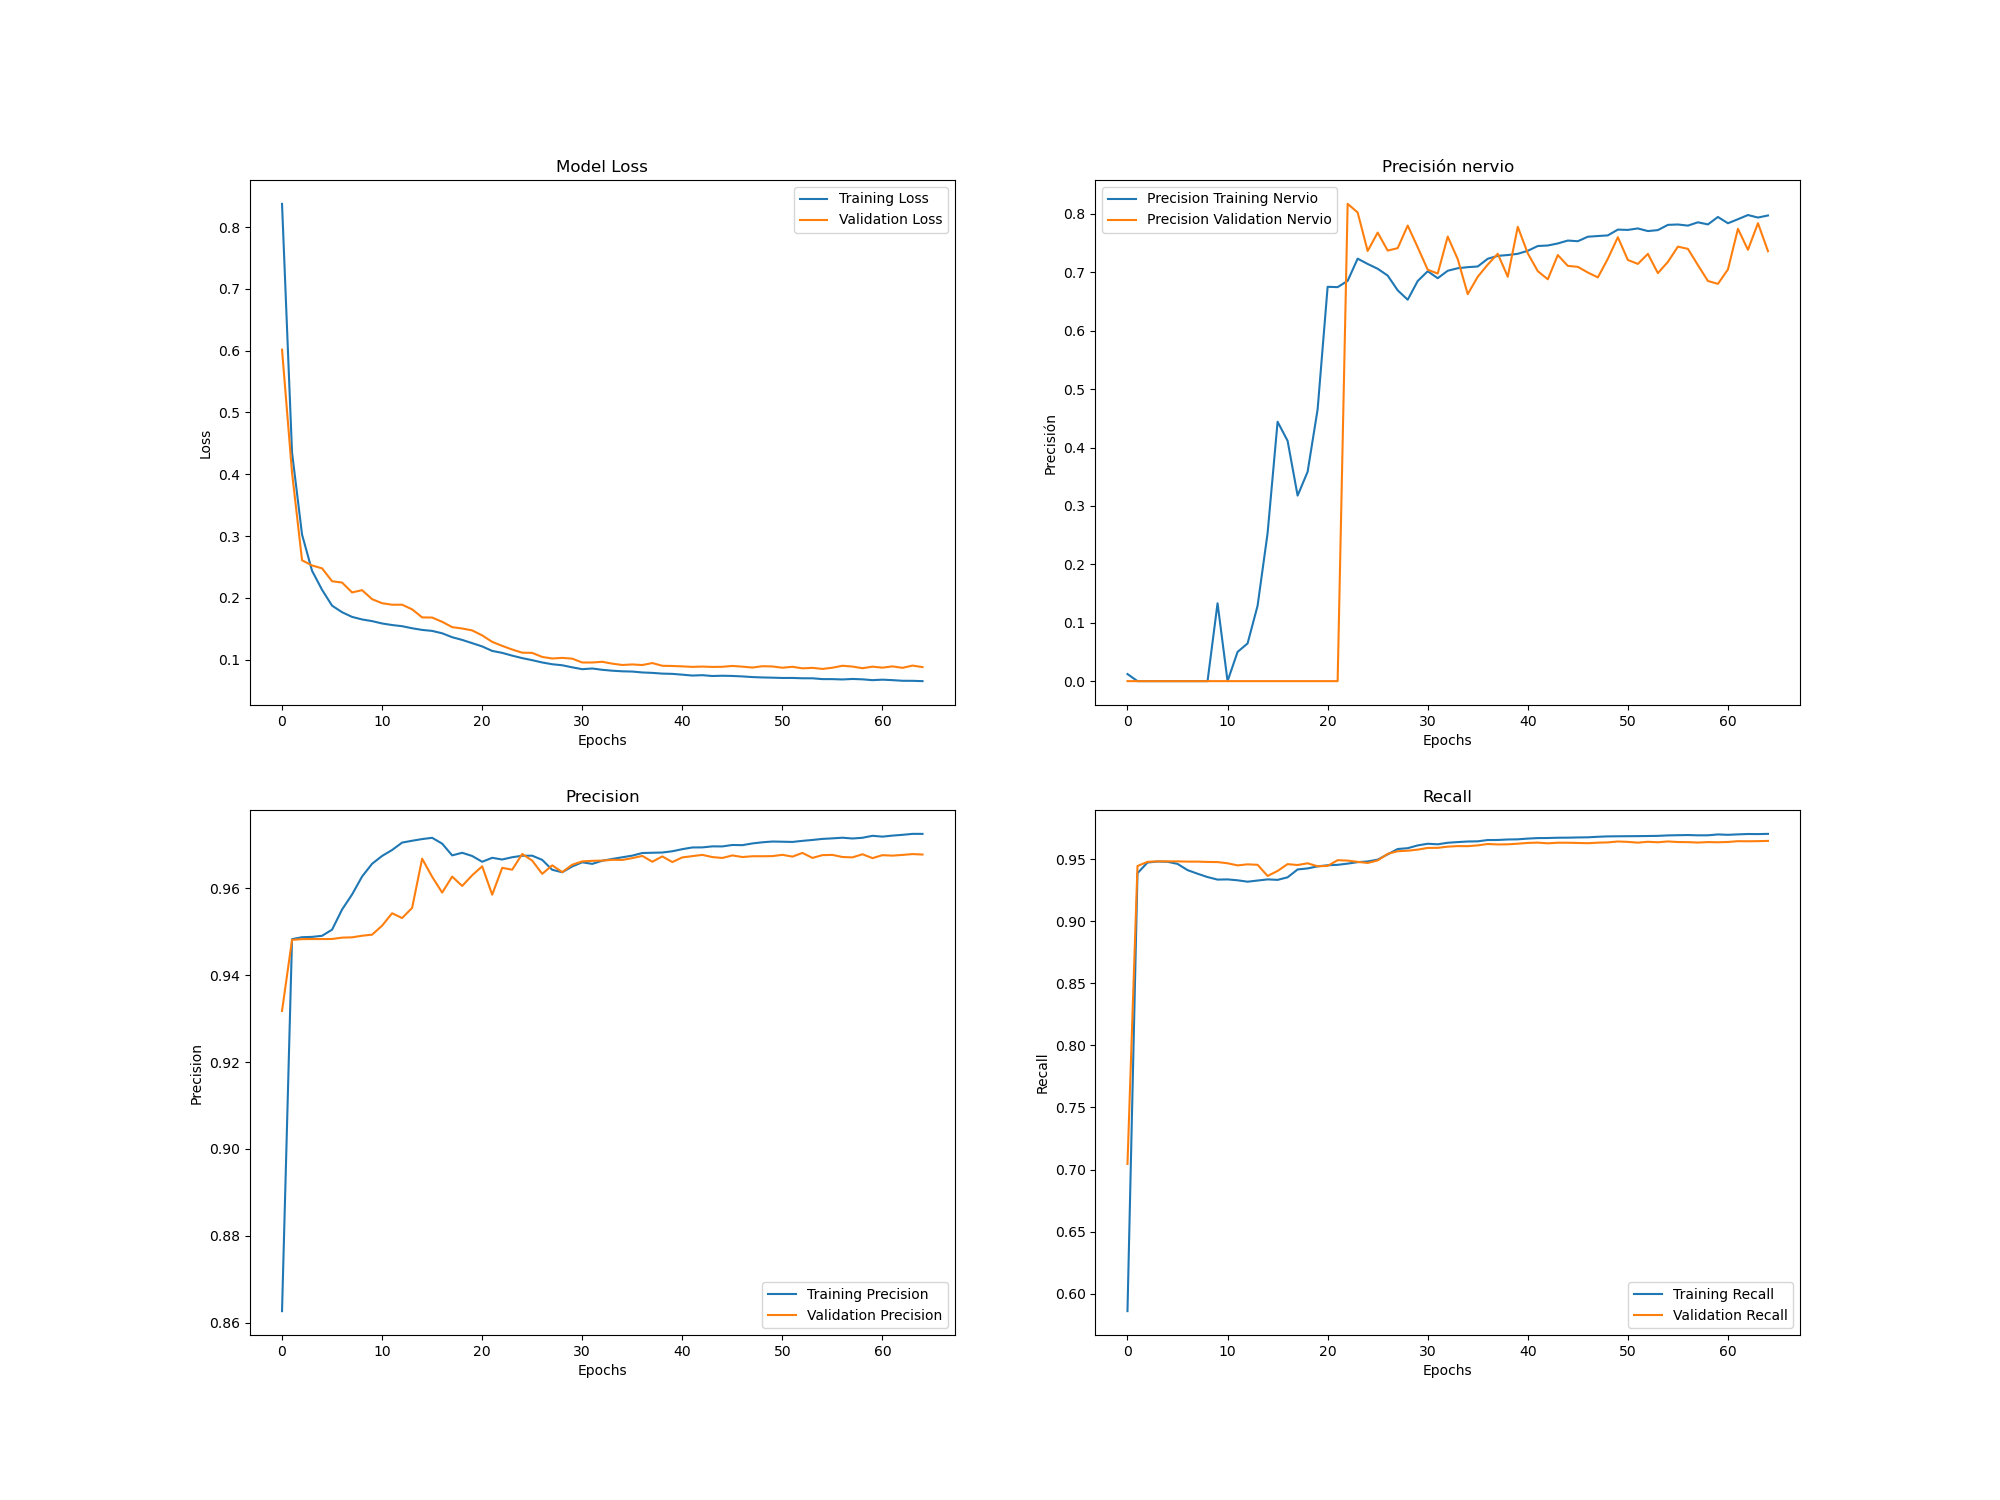 Model Loss
Training Loss
Validation Loss
Loss
0.8
0.7
0.6
0.5
0.4
0.3
0.2
0.1
0 10 20 30 40 50 60
Epochs
Precisión nervio
Precision Training Nervio
Precision Validation Nervio
Precisión
0.8
0.7
0.6
0.5
0.4
0.3
0.2
0.1
0.0
0 10 20 30 40 50 60
Epochs
Precision
Precision
0.96
0.94
0.92
0.90
0.88
0.86
Training Precision
Validation Precision
0 10 20 30 40 50 60
Epochs
Recall
Recall
0.95
0.90
0.85
0.80
0.75
0.70
0.65
0.60
Training Recall
Validation Recall
0 10 20 30 40 50 60
Epochs